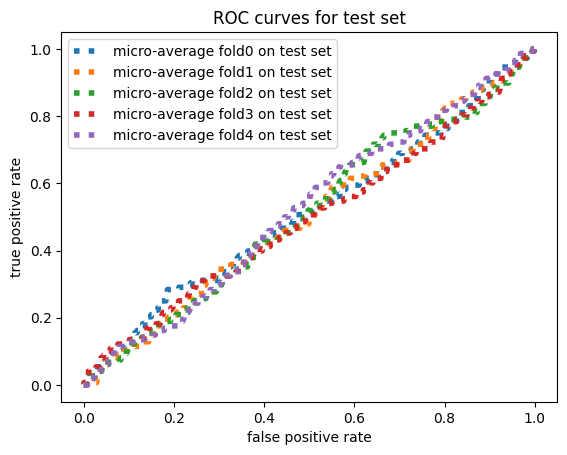 ROC curves for test set
1.0
0.8
0.6
0.4
0.2
0.0
true positive rate
micro-average fold0 on test set
micro-average fold1 on test set
micro-average fold2 on test set
micro-average fold3 on test set
micro-average fold4 on test set
0.0 0.2 0.4 0.6 0.8 1.0
false positive rate